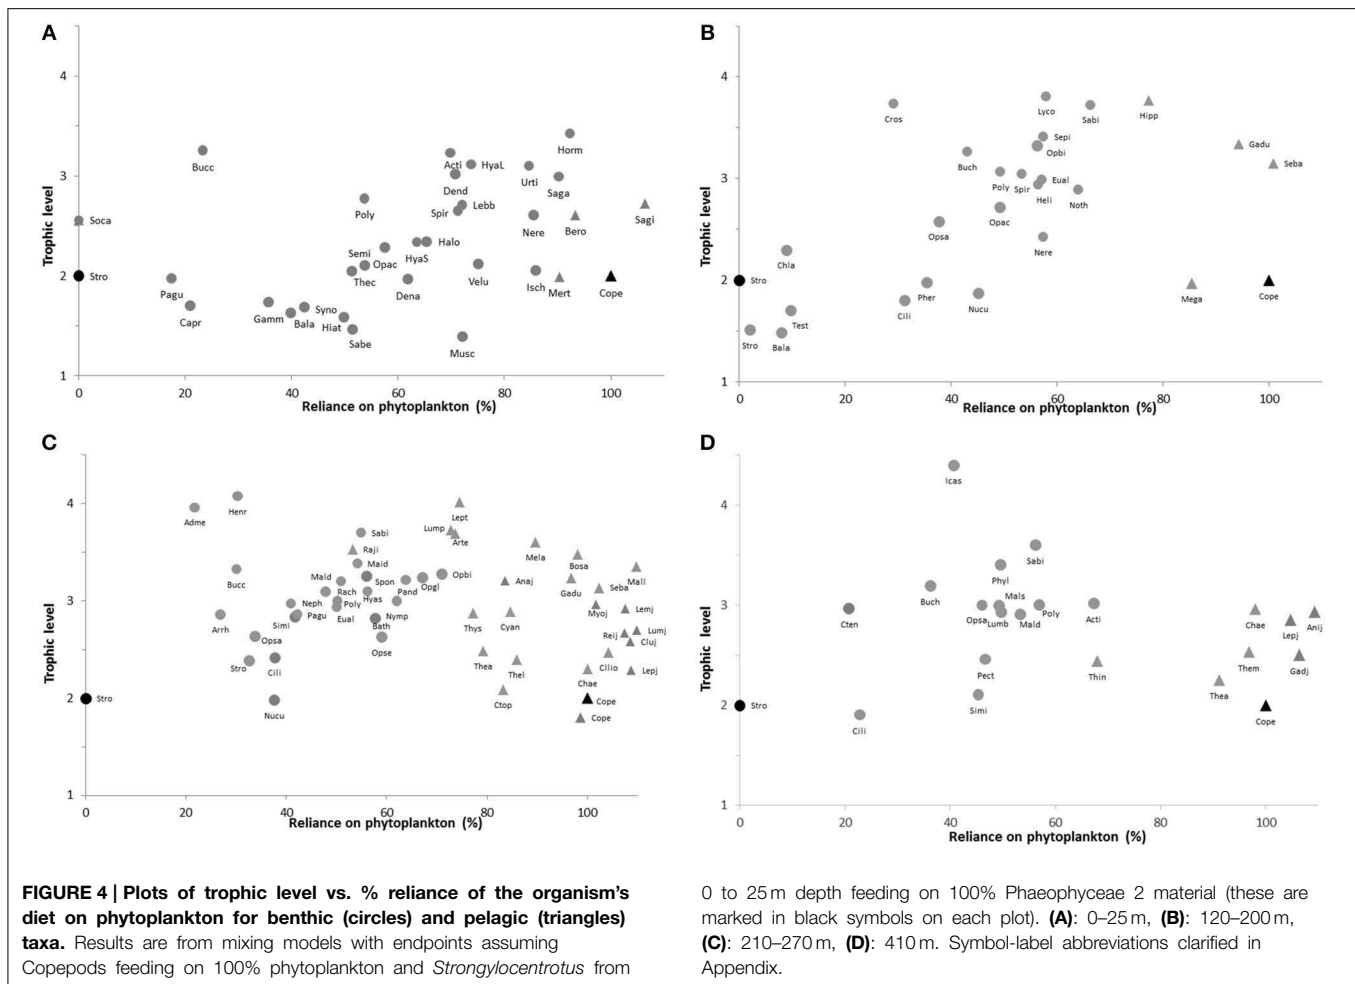 A
Trophic level
4
3
2
1
0
20
40
60
80
100
Reliance on phytoplankton (%)
Bucc
Soca
Stro
Pagu
Capr
Gamm
Bala
Syno
Hiat
Sabe
Poly
Semi
Opac
Thec
HyaS
Halo
Dena
Acti
HyaL
Dend
Spir
Lebb
Velu
Musc
Urti
Horm
Saga
Nere
Bero
Sagi
Isch
Mert
Cope
B
Trophic level
4
3
2
1
0
20
40
60
80
100
Reliance on phytoplankton (%)
Cros
Lyco
Sabi
Hipp
Sepi
Opbi
Gadu
Seba
Buch
Poly
Spir
Eual
Heli
Noth
Opac
Opsa
Nere
Chla
Stro
Pher
Cili
Nucu
Mega
Cope
Test
Stro
Bala
C
Trophic level
4
3
2
1
0
20
40
60
80
100
Reliance on phytoplankton (%)
Henr
Adme
Lept
Lump
Arte
Sabi
Raji
Maid
Mela
Bosa
Bucc
Mald
Spon
Opbi
Opgl
Pand
Anaj
Gadu
Seba
Mall
Rach
Hyas
Neph
Poly
Nymp
Myoj
Lemj
Arrh
Simi
Pagu
Eual
Bath
Thys
Cyan
Reij
Lumj
Cluj
Opsa
Opse
Stro
Cili
Thea
Thel
Cllio
Lepj
Chae
Ctop
Stro
Nucu
Cope
Cope
D
Trophic level
4
3
2
1
0
20
40
60
80
100
Reliance on phytoplankton (%)
Icas
Sabi
Phyl
Buch
Mals
Cten
Opsa
Lumb
Mald
Poly
Acti
Chae
Lepj
Anij
Pect
Thin
Them
Gadj
Simi
Thea
Stro
Cili
Cope
FIGURE 4 | Plots of trophic level vs. % reliance of the organism's
diet on phytoplankton for benthic (circles) and pelagic (triangles)
taxa. Results are from mixing models with endpoints assuming
Copepods feeding on 100% phytoplankton and Strongylocentrotus from
0 to 25 m depth feeding on 100% Phaeophyceae 2 material (these are
marked in black symbols on each plot). (A): 0–25 m, (B): 120–200 m,
(C): 210–270 m, (D): 410 m. Symbol-label abbreviations clarified in
Appendix.